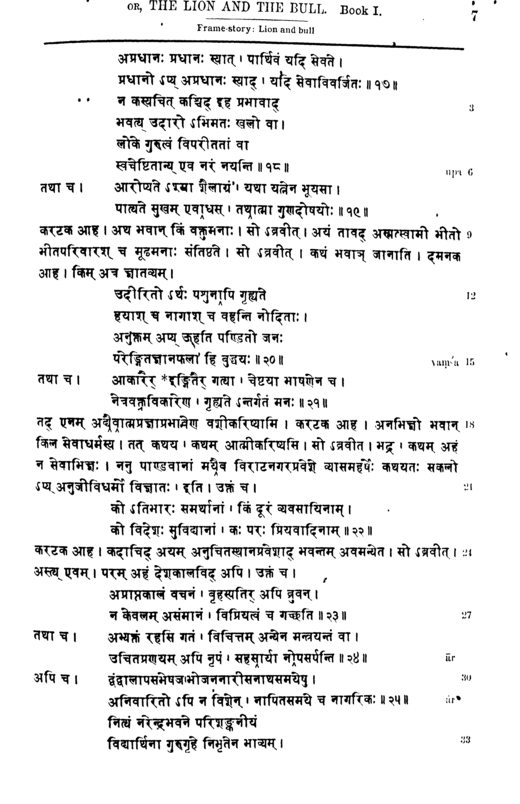 OR, THE LION AND THE BULL. Book I. 7
Frame-story: Lion and bull
अप्रधानः प्रधानः स्यात् । पार्थिवं यदि सेवते ।
प्रधानो ऽप्य् अप्रधानः स्याद् । यदि सेवाविवर्जितः ॥ १७ ॥
न कस्यचित् कश्चिद् इह प्रभावाद् 3
भवत्य् उदारो ऽभिमतः खलो वा ।
लोके गुरुत्वं विपरीततां वा
स्वचेष्टितान्य् एव नरं नयन्ति ॥ १८ ॥ upa 6
तथा च । आरोप्यते ऽश्मा शैलाग्रं । यथा यत्नेन भूयसा ।
पात्यते सुखम् एवाधस् । तथात्मा गुणदोषयोः ॥ १९ ॥
करटक आह । अथ भवान् किं वक्तुमनाः । सो ऽब्रवीत् । अयं तावद् अस्मत्स्वामी भीतो 9
भीतपरिवारश् च मूढमनाः संतिष्ठते । सो ऽब्रवीत् । कथं भवाञ् जानाति । दमनक
आह । किम् अत्र ज्ञातव्यम् ।
उदीरितो ऽर्थः पशुनापि गृह्यते 12
हयाश् च नागाश् च वहन्ति नोदिताः ।
अनुक्तम् अप्य् ऊहति पण्डितो जनः
परेङ्गितज्ञानफला हि बुद्धयः ॥ २० ॥ vaṃśa 15
तथा च । आकारैर् *इङ्गितैर् गत्या । चेष्टया भाषणेन च ।
नेत्रवक्त्रविकारेण । गृह्यते ऽन्तर्गतं मनः ॥ २१ ॥
तद् एनम् अद्यैवात्मप्रज्ञाप्रभावेण वशीकरिष्यामि । करटक आह । अनभिज्ञो भवान् 18
किल सेवाधर्मस्य । तत् कथय । कथम् आत्मीकरिष्यसि । सो ऽब्रवीत । भद्र । कथम् अहं
न सेवाभिज्ञः । ननु पाण्डवानां मयैव विराटनगरप्रवेशे व्यासमहर्षेः कथयतः सकलो
ऽप्य् अनुजीविधर्मो विज्ञातः । इति । उक्तं च । 21
को ऽतिभारः समर्थानां । किं दूरं व्यवसायिनाम् ।
को विदेशः सुविद्यानां । कः परः प्रियवादिनाम् ॥ २२ ॥
करटक आह । कदाचिद् अयम् अनुचितस्थानप्रवेशाद् भवन्तम् अवमन्येत । सो ऽब्रवीत । 24
अस्त्य् एवम् । परम् अहं देशकालविद् अपि । उक्तं च ।
अप्राप्तकालं वचनं । बृहस्पतिर् अपि ब्रुवन् ।
न केवलम् असंमानं । विप्रियत्वं च गच्छति ॥ २३ ॥ 27
तथा च । अभ्यक्तं रहसि गतं । विचित्तम् अन्येन मन्त्रयन्तं वा ।
उचितप्रणयम् अपि नृपं । सहसार्या नोपसर्पन्ति ॥ २४ ॥ ār
अपि च । द्वंद्वालापसभेषजभोजननारीसनाथसमयेषु । 30
अनिवारितो ऽपि न विशेन् । नापितसमये च नागरिकः ॥ २५ ॥ ār
नित्यं नरेन्द्रभवने परिशङ्कनीयं
विद्यार्थिना गुरुगृहे निभृतेन भाव्यम् । 33